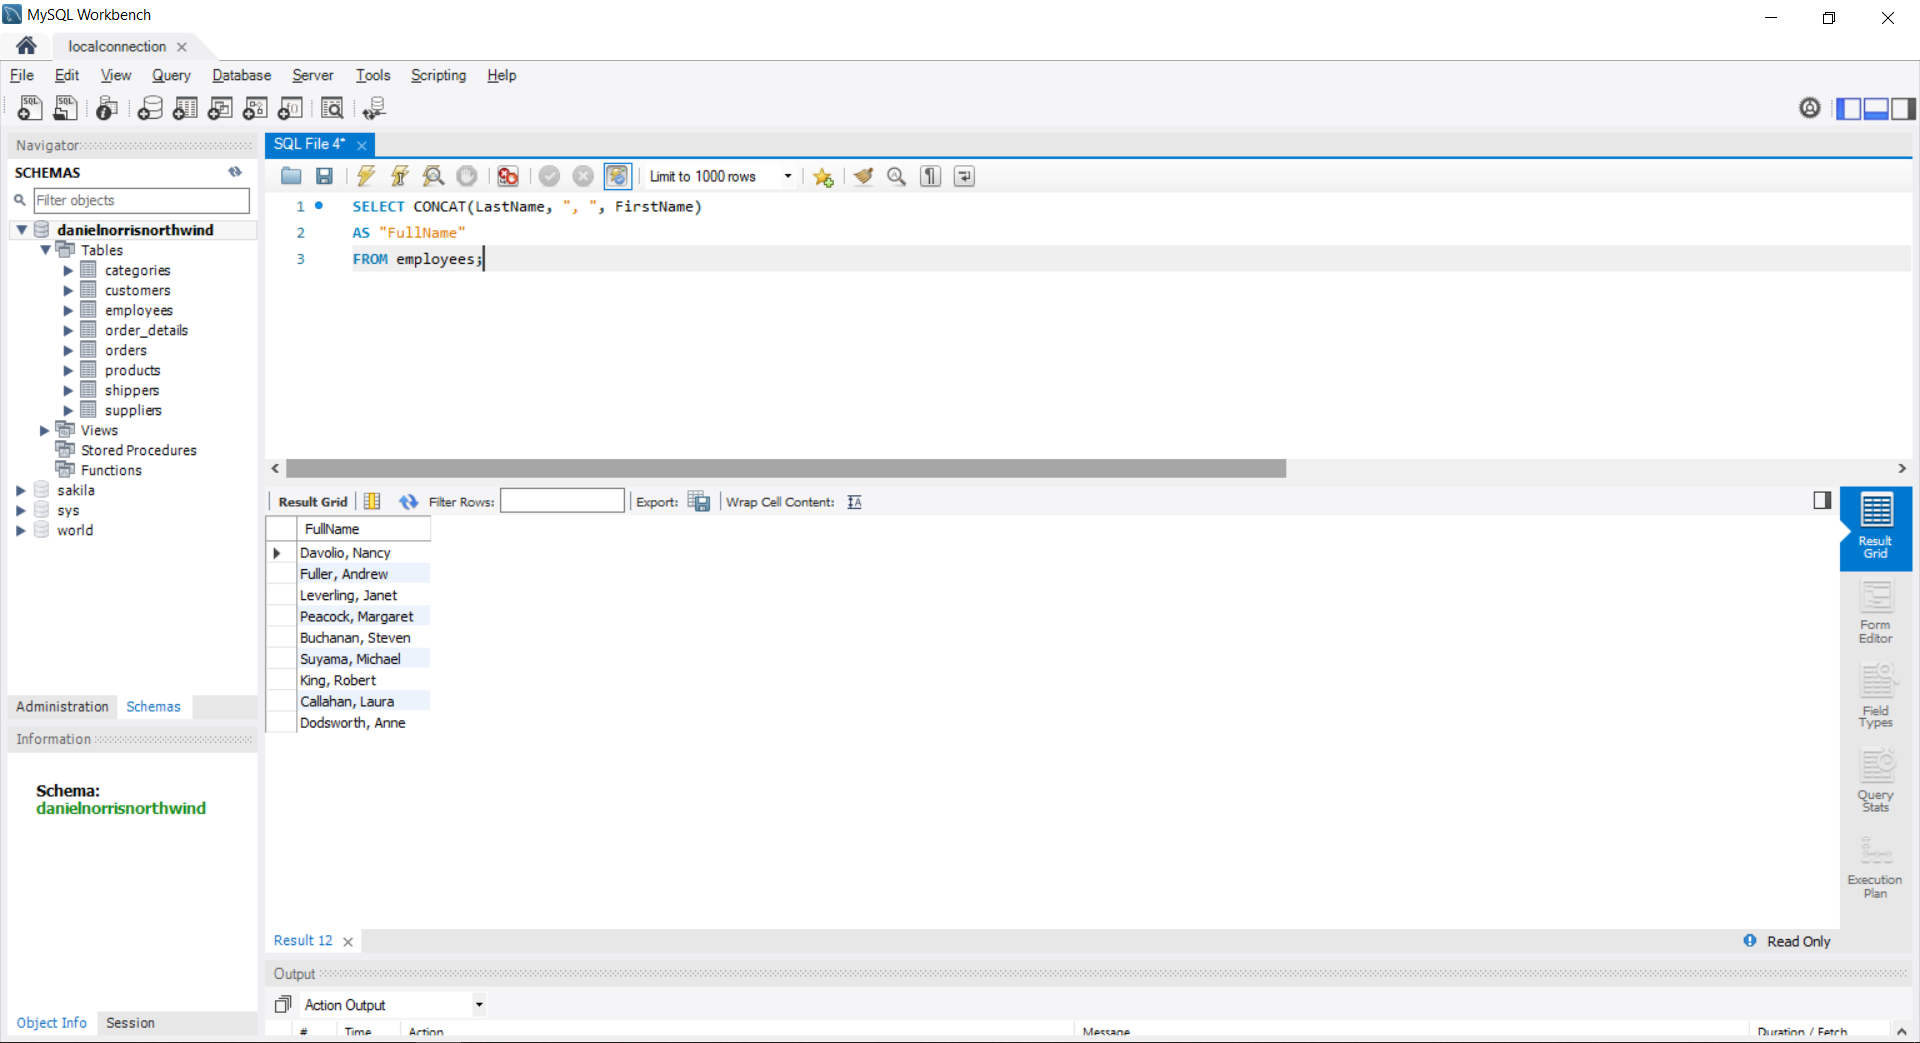 MySQL Workbench
localconnection
File Edit View Query Database Server Tools Scripting Help
Navigator
SCHEMAS
Filter objects
danielnorrisnorthwind
Tables
categories
customers
employees
order_details
orders
products
shippers
suppliers
Views
Stored Procedures
Functions
sakila
sys
world
Administration Schemas
Information
Schema:
danielnorrisnorthwind
Object Info Session
SQL File 4*
Limit to 1000 rows
1 SELECT CONCAT(LastName, ", ", FirstName)
2 AS "FullName"
3 FROM employees;
Result Grid Filter Rows: Export: Wrap Cell Content:
FullName
Davolio, Nancy
Fuller, Andrew
Leverling, Janet
Peacock, Margaret
Buchanan, Steven
Suyama, Michael
King, Robert
Callahan, Laura
Dodsworth, Anne
Result
Grid
Form
Editor
Field
Types
Query
Stats
Execution
Plan
Result 12
Read Only
Output
Action Output
# Time Action Message Duration / Fetch